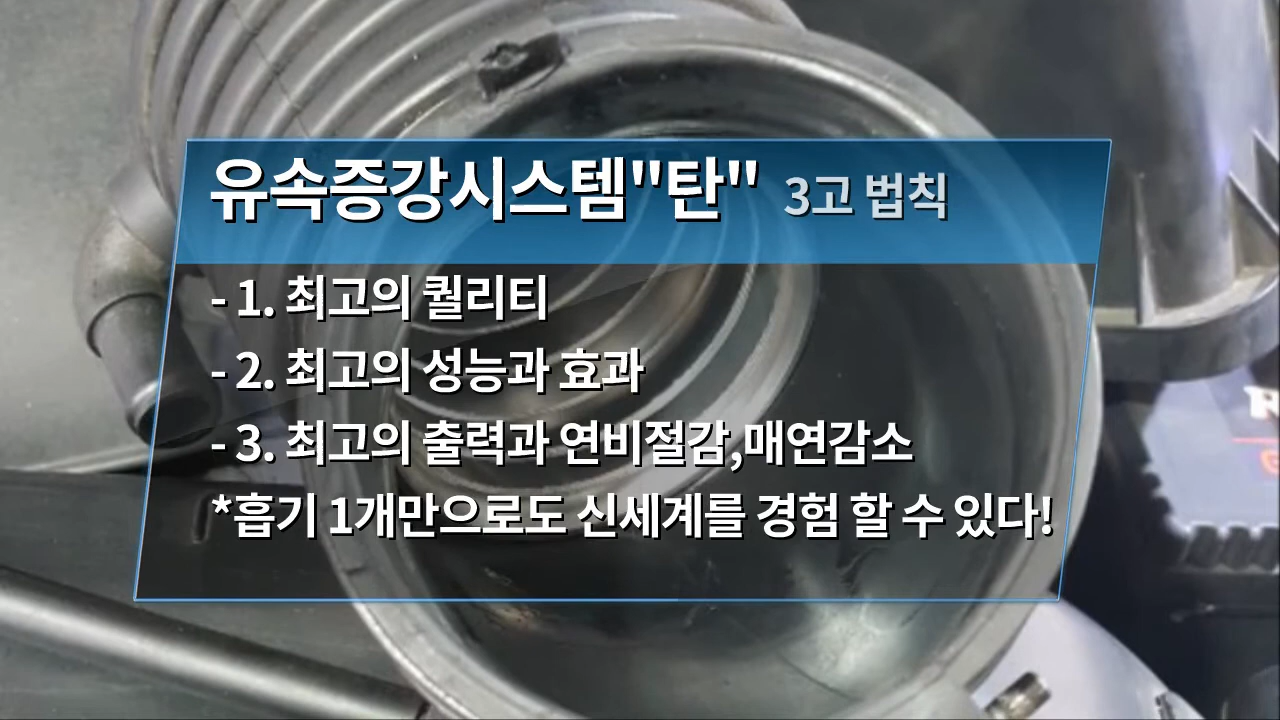 유속증강시스템"탄" 3고 법칙
- 1. 최고의 퀄리티
- 2. 최고의 성능과 효과
- 3. 최고의 출력과 연비절감,매연감소
*흡기 1개만으로도 신세계를 경험 할 수 있다!